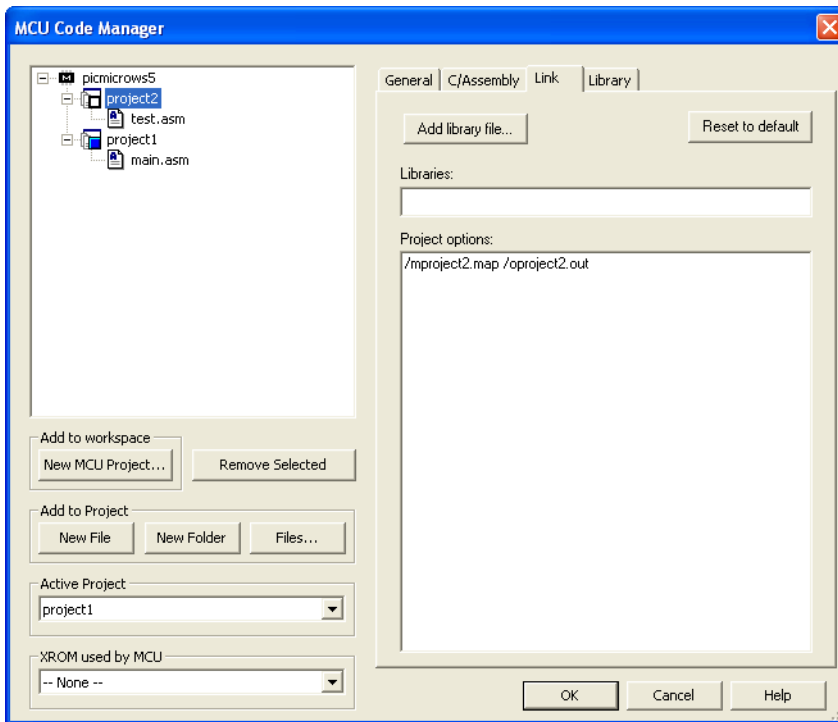 MCU Code Manager
picmicrows5
project2
test.asm
project1
main.asm
Add to workspace
New MCU Project... Remove Selected
Add to Project
New File New Folder Files...
Active Project
project1
XROM used by MCU
-- None --
General C/Assembly Link Library
Add library file... Reset to default
Libraries:
Project options:
/mproject2.map /oproject2.out
OK Cancel Help